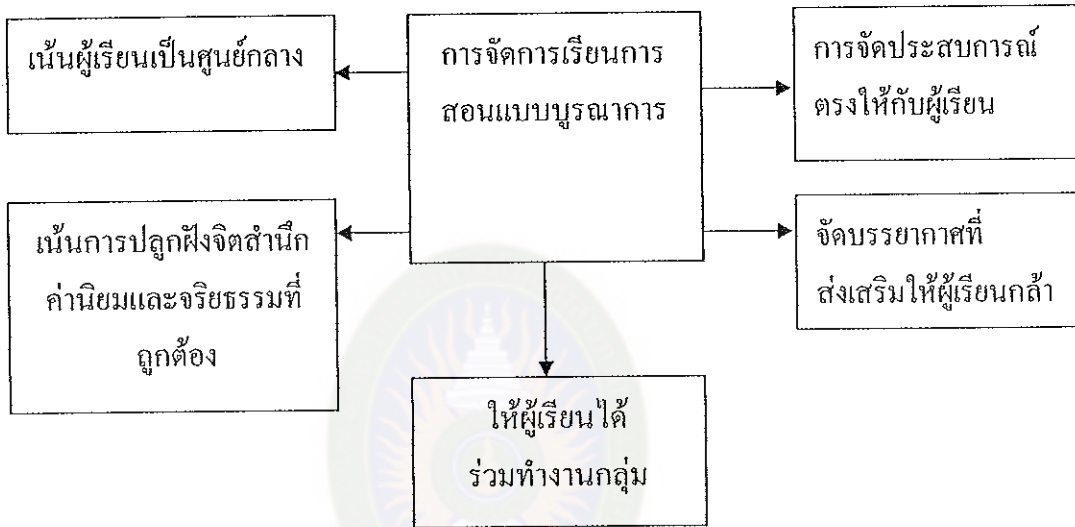 เน้นผู้เรียนเป็นศูนย์กลาง
การจัดการเรียนการ
สอนแบบบูรณาการ
การจัดประสบการณ์
ตรงให้กับผู้เรียน
เน้นการปลูกฝังจิตสำนึก
ค่านิยมและจริยธรรมที่
ถูกต้อง
จัดบรรยากาศที่
ส่งเสริมให้ผู้เรียนกล้า
ให้ผู้เรียนได้
ร่วมทำงานกลุ่ม